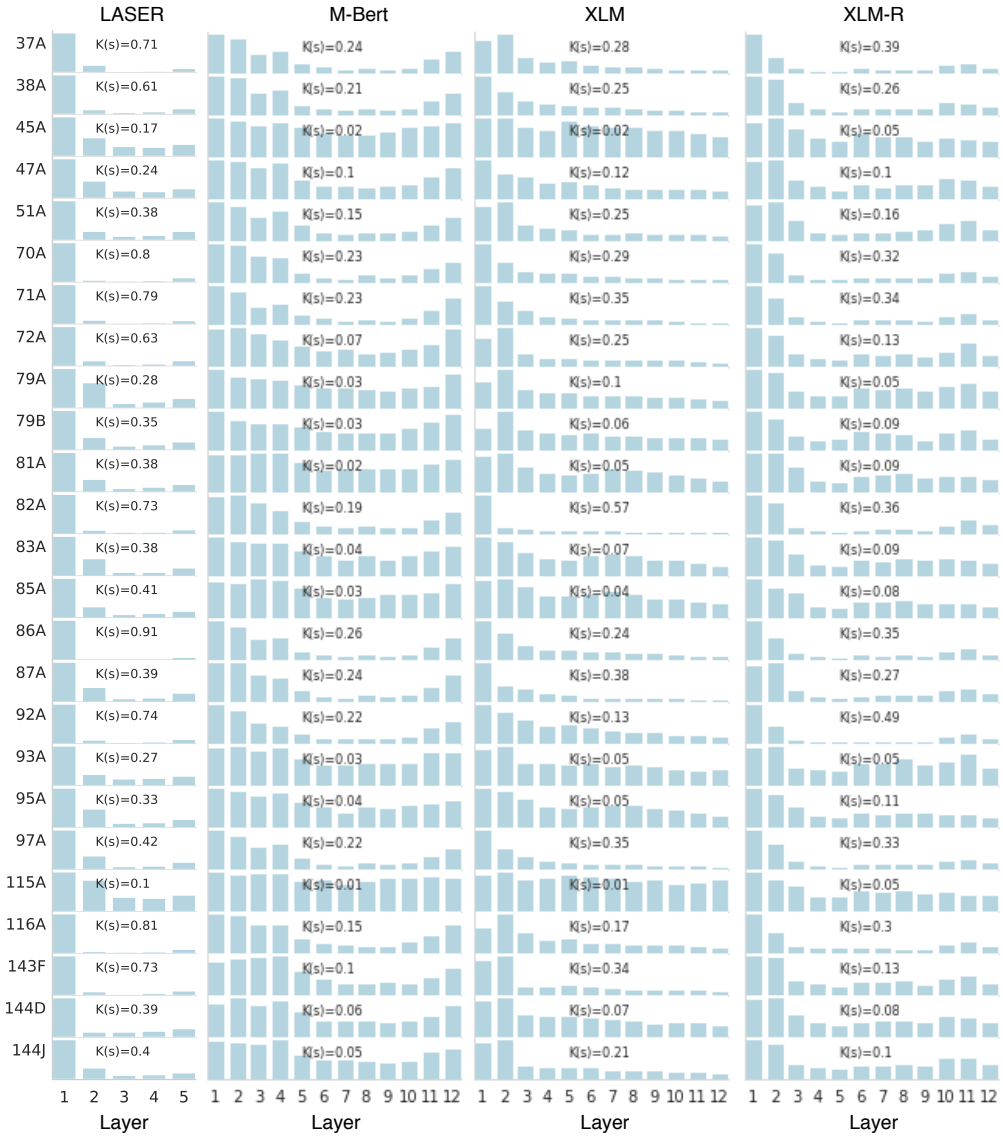 LASER M-Bert XLM XLM-R
37A K(s)=0.71 K(s)=0.24 K(s)=0.28 K(s)=0.39
38A K(s)=0.61 K(s)=0.21 K(s)=0.25 K(s)=0.26
45A K(s)=0.17 K(s)=0.02 K(s)=0.02 K(s)=0.05
47A K(s)=0.24 K(s)=0.1 K(s)=0.12 K(s)=0.1
51A K(s)=0.38 K(s)=0.15 K(s)=0.25 K(s)=0.16
70A K(s)=0.8 K(s)=0.23 K(s)=0.29 K(s)=0.32
71A K(s)=0.79 K(s)=0.23 K(s)=0.35 K(s)=0.34
72A K(s)=0.63 K(s)=0.07 K(s)=0.25 K(s)=0.13
79A K(s)=0.28 K(s)=0.03 K(s)=0.1 K(s)=0.05
79B K(s)=0.35 K(s)=0.03 K(s)=0.06 K(s)=0.09
81A K(s)=0.38 K(s)=0.02 K(s)=0.05 K(s)=0.09
82A K(s)=0.73 K(s)=0.19 K(s)=0.57 K(s)=0.36
83A K(s)=0.38 K(s)=0.04 K(s)=0.07 K(s)=0.09
85A K(s)=0.41 K(s)=0.03 K(s)=0.04 K(s)=0.08
86A K(s)=0.91 K(s)=0.26 K(s)=0.24 K(s)=0.35
87A K(s)=0.39 K(s)=0.24 K(s)=0.38 K(s)=0.27
92A K(s)=0.74 K(s)=0.22 K(s)=0.13 K(s)=0.49
93A K(s)=0.27 K(s)=0.03 K(s)=0.05 K(s)=0.05
95A K(s)=0.33 K(s)=0.04 K(s)=0.05 K(s)=0.11
97A K(s)=0.42 K(s)=0.22 K(s)=0.35 K(s)=0.33
115A K(s)=0.1 K(s)=0.01 K(s)=0.01 K(s)=0.05
116A K(s)=0.81 K(s)=0.15 K(s)=0.17 K(s)=0.3
143F K(s)=0.73 K(s)=0.1 K(s)=0.34 K(s)=0.13
144D K(s)=0.39 K(s)=0.06 K(s)=0.07 K(s)=0.08
144J K(s)=0.4 K(s)=0.05 K(s)=0.21 K(s)=0.1
1 2 3 4 5 1 2 3 4 5 6 7 8 9 10 11 12 1 2 3 4 5 6 7 8 9 10 11 12 1 2 3 4 5 6 7 8 9 10 11 12
Layer Layer Layer Layer